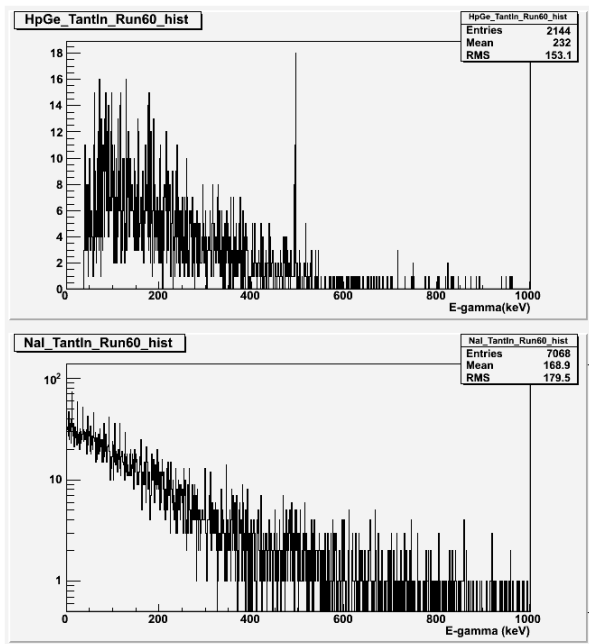 HpGe_TantIn_Run60_hist
HpGe_TantIn_Run60_hist
Entries 2144
Mean 232
RMS 153.1
18
16
14
12
10
8
6
4
2
0
0 200 400 600 800 1000
E-gamma(keV)
NaI_TantIn_Run60_hist
NaI_TantIn_Run60_hist
Entries 7068
Mean 168.9
RMS 179.5
10²
10
1
0 200 400 600 800 1000
E-gamma (keV)